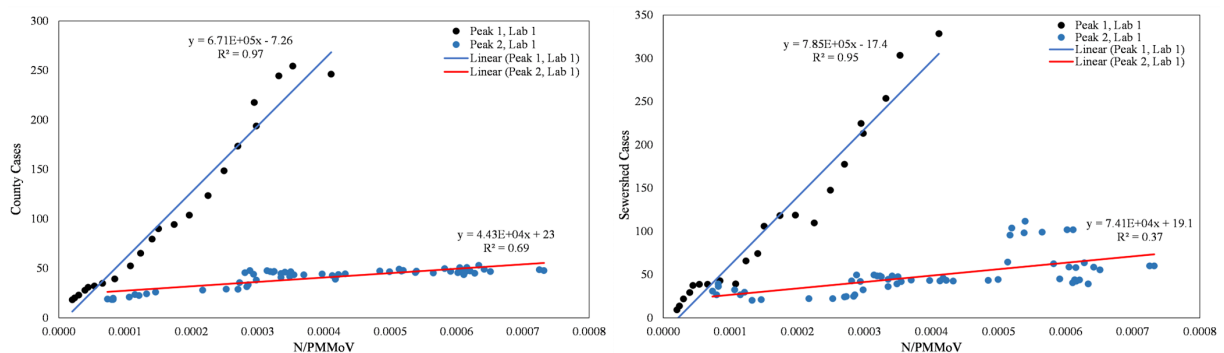 300
250
200
150
100
50
0
County Cases
y = 6.71E+05x - 7.26
R² = 0.97
Peak 1, Lab 1
Peak 2, Lab 1
Linear (Peak 1, Lab 1)
Linear (Peak 2, Lab 1)
y = 4.43E+04x + 23
R² = 0.69
0.0000 0.0001 0.0002 0.0003 0.0004 0.0005 0.0006 0.0007 0.0008
N/PMMoV
350
300
250
200
150
100
50
0
Sewershed Cases
y = 7.85E+05x - 17.4
R² = 0.95
Peak 1, Lab 1
Peak 2, Lab 1
Linear (Peak 1, Lab 1)
Linear (Peak 2, Lab 1)
y = 7.41E+04x + 19.1
R² = 0.37
0.0000 0.0001 0.0002 0.0003 0.0004 0.0005 0.0006 0.0007 0.0008
N/PMMoV